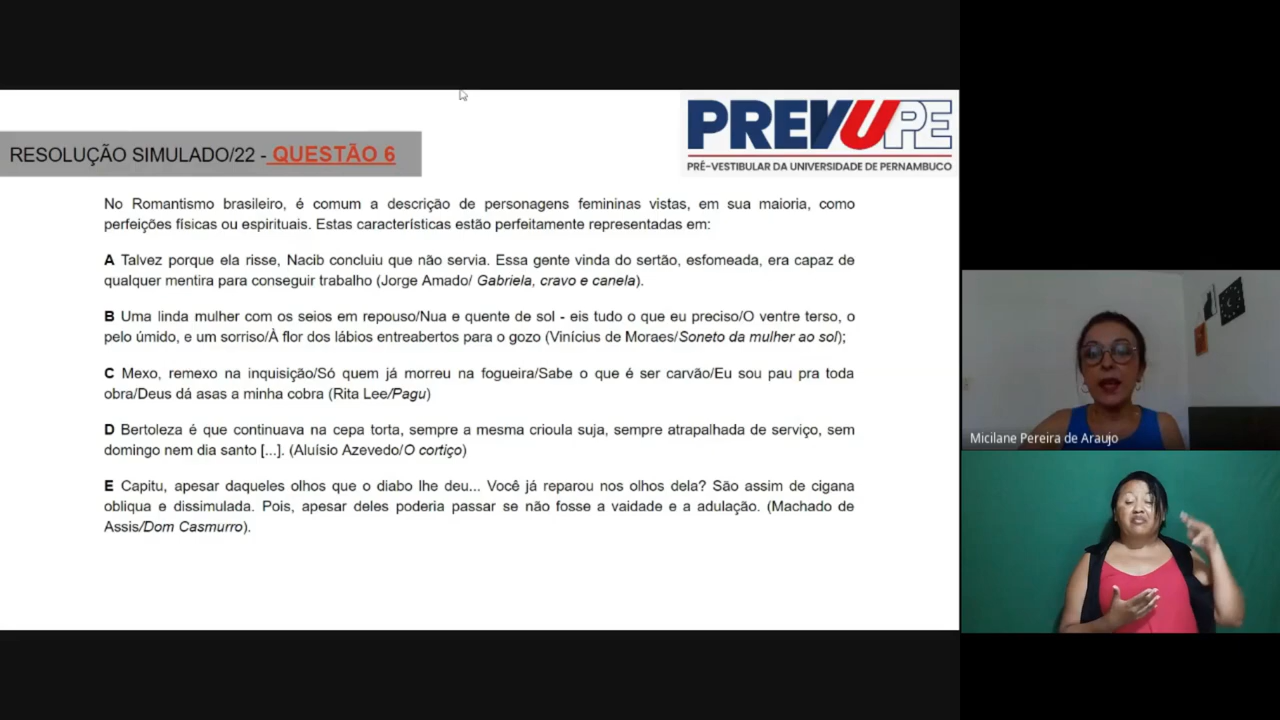 PREVUPE
PRÉ-VESTIBULAR DA UNIVERSIDADE DE PERNAMBUCO
RESOLUÇÃO SIMULADO/22 - QUESTÃO 6
No Romantismo brasileiro, é comum a descrição de personagens femininas vistas, em sua maioria, como
perfeições físicas ou espirituais. Estas características estão perfeitamente representadas em:
A Talvez porque ela risse, Nacib concluiu que não servia. Essa gente vinda do sertão, esfomeada, era capaz de
qualquer mentira para conseguir trabalho (Jorge Amado/ Gabriela, cravo e canela).
B Uma linda mulher com os seios em repouso/Nua e quente de sol - eis tudo o que eu preciso/O ventre terso, o
pelo úmido, e um sorriso/À flor dos lábios entreabertos para o gozo (Vinícius de Moraes/Soneto da mulher ao sol);
C Mexo, remexo na inquisição/Só quem já morreu na fogueira/Sabe o que é ser carvão/Eu sou pau pra toda
obra/Deus dá asas a minha cobra (Rita Lee/Pagu)
D Bertoleza é que continuava na cepa torta, sempre a mesma crioula suja, sempre atrapalhada de serviço, sem
domingo nem dia santo [...]. (Aluísio Azevedo/O cortiço)
E Capitu, apesar daqueles olhos que o diabo lhe deu... Você já reparou nos olhos dela? São assim de cigana
obliqua e dissimulada. Pois, apesar deles poderia passar se não fosse a vaidade e a adulação. (Machado de
Assis/Dom Casmurro).
Micilane Pereira de Araujo